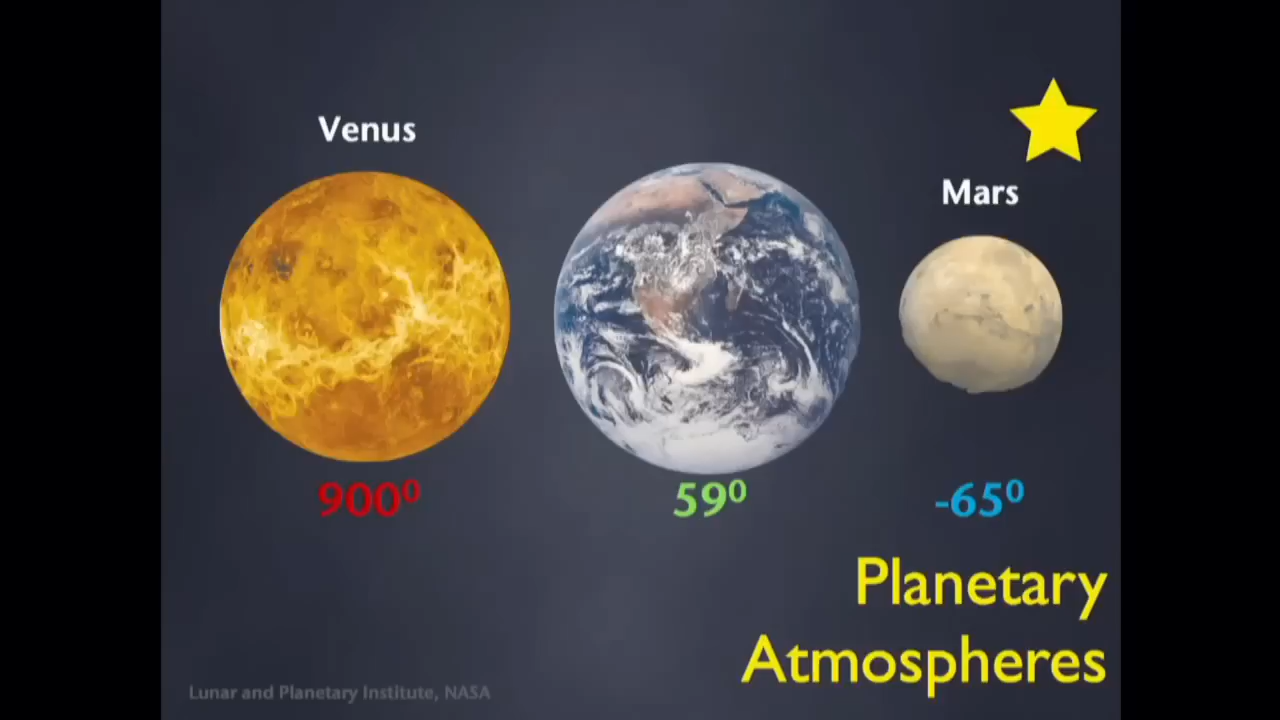 Venus
Mars
900⁰
59⁰
-65⁰
Planetary
Atmospheres
Lunar and Planetary Institute, NASA